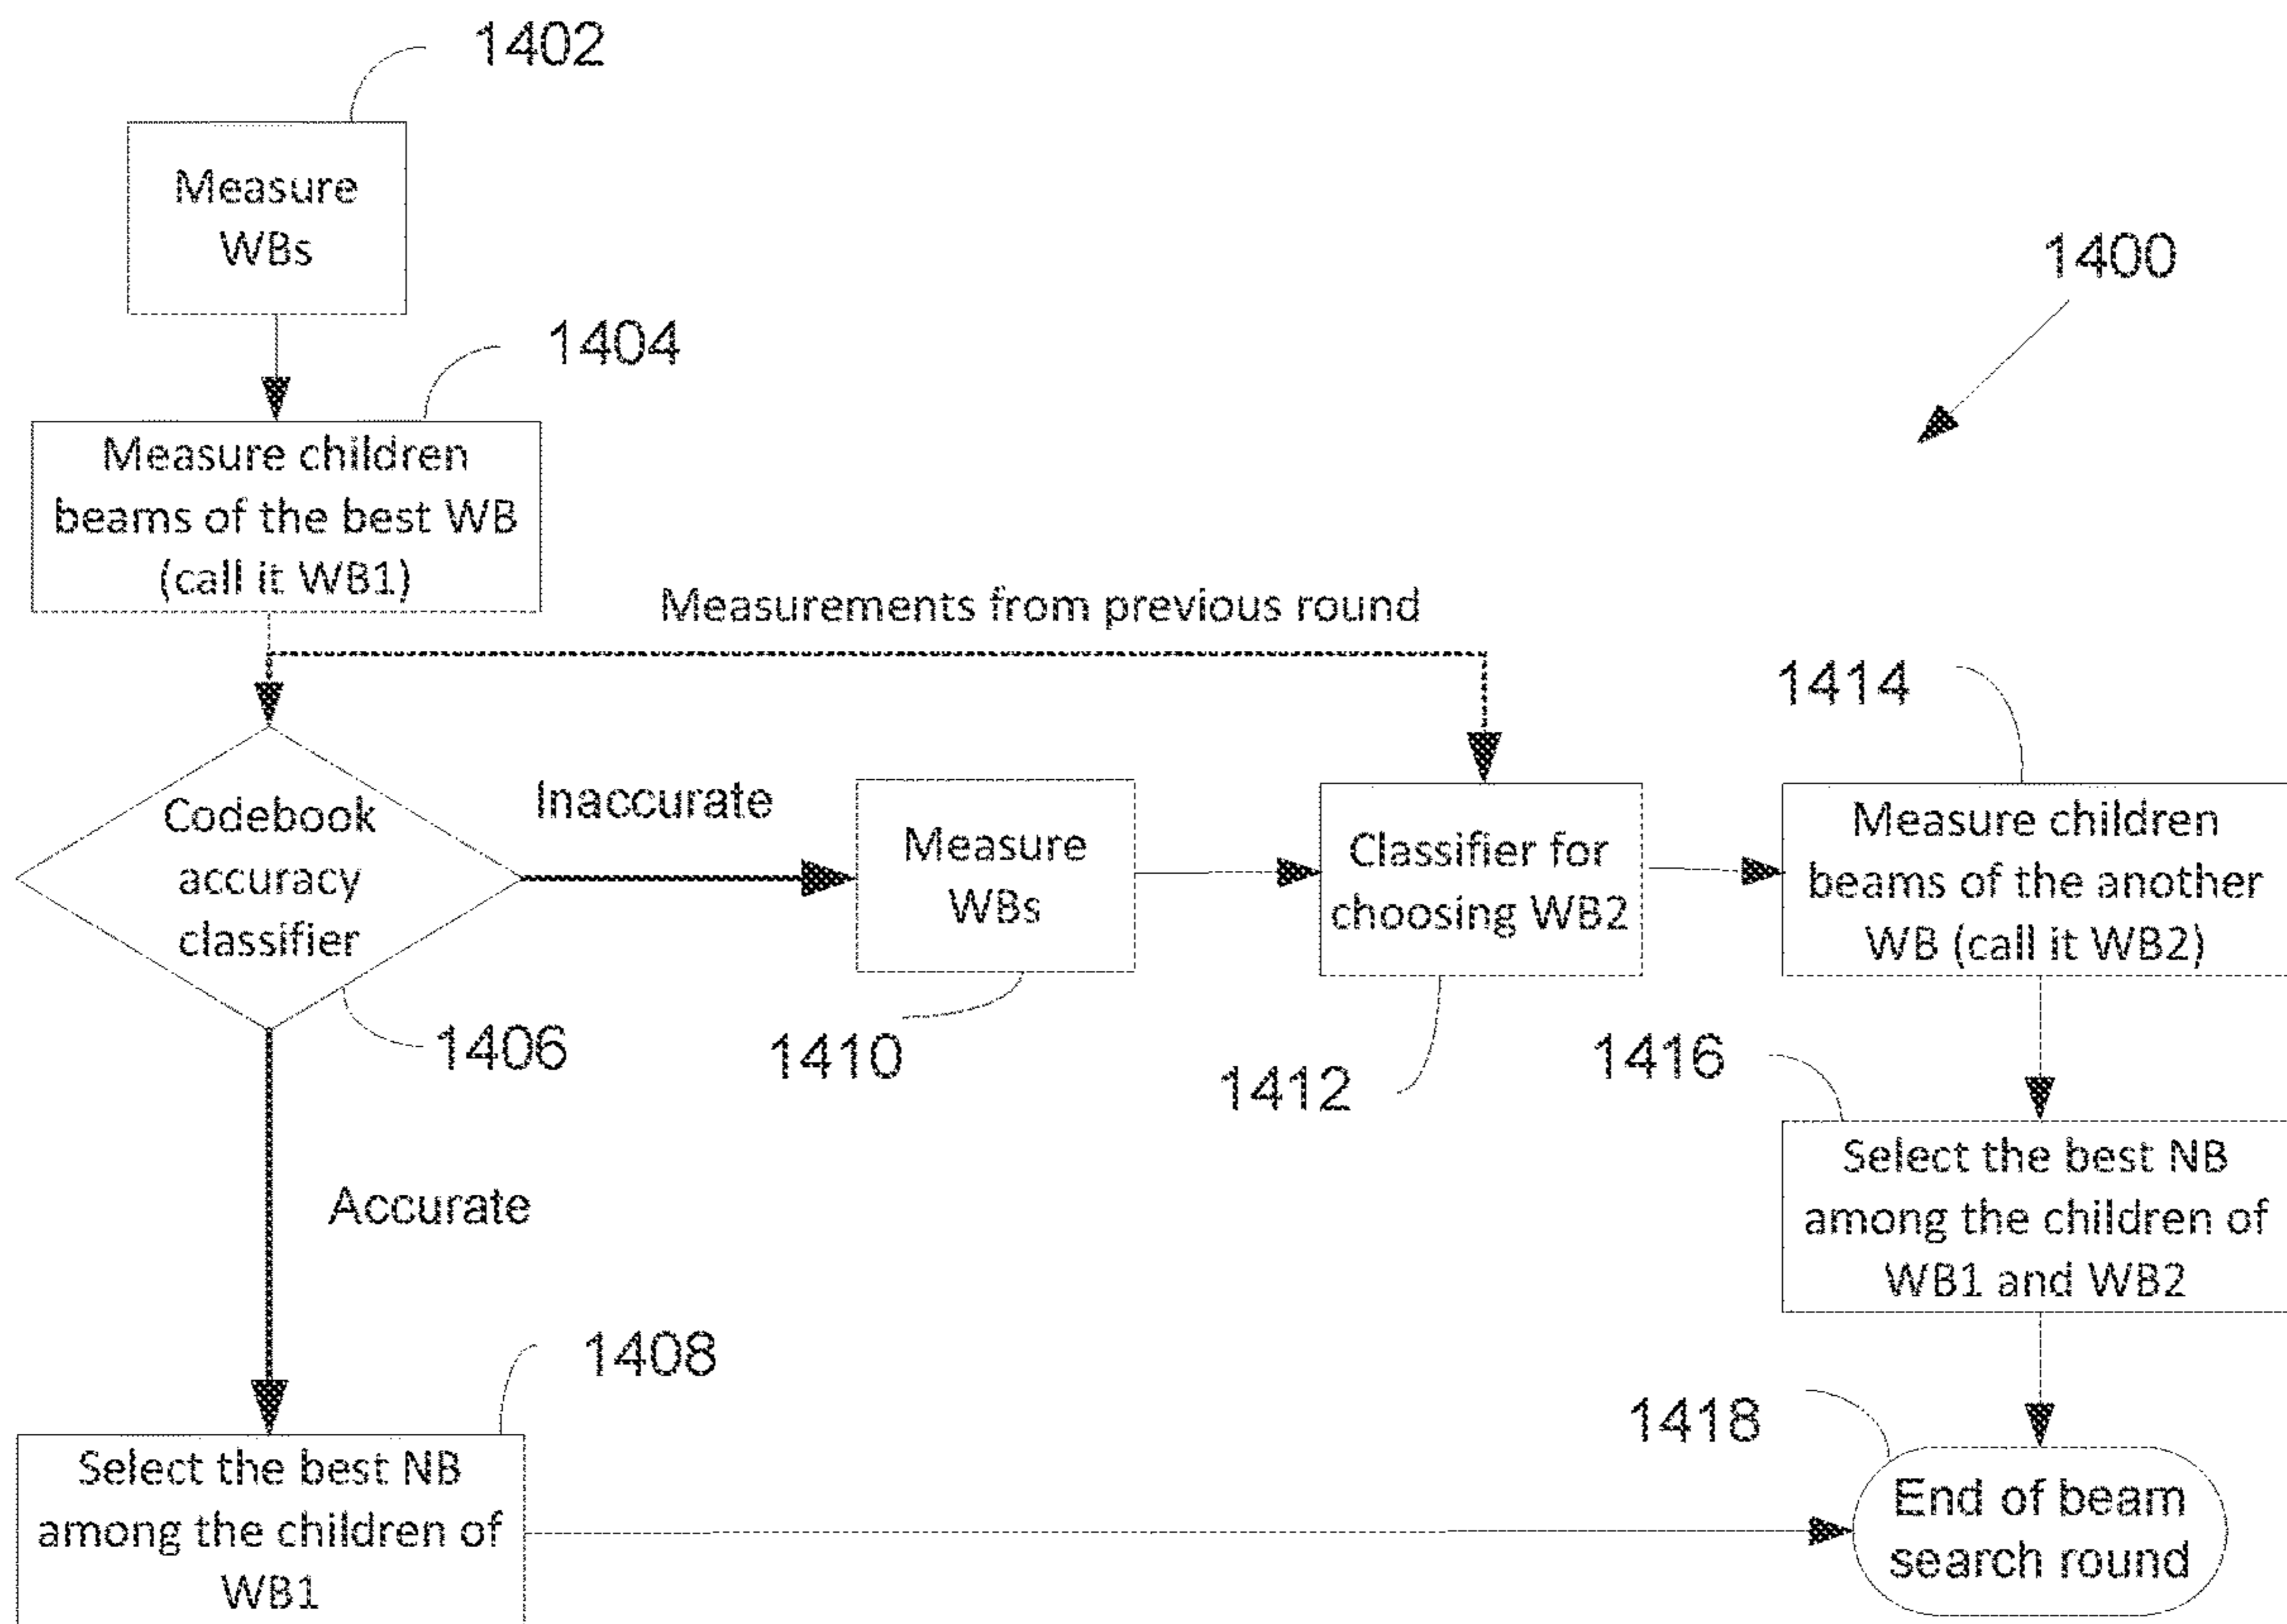 1402
Measure
WBs
1400
1404
Measure children
beams of the best WB
(call it WB1)
Measurements from previous round
1414
Codebook
accuracy
classifier
Inaccurate
Measure
WBs
Classifier for
choosing WB2
Measure children
beams of the another
WB (call it WB2)
1406
1410
1412
1416
Accurate
Select the best NB
among the children of
WB1 and WB2
1408
1418
Select the best NB
among the children of
WB1
End of beam
search round